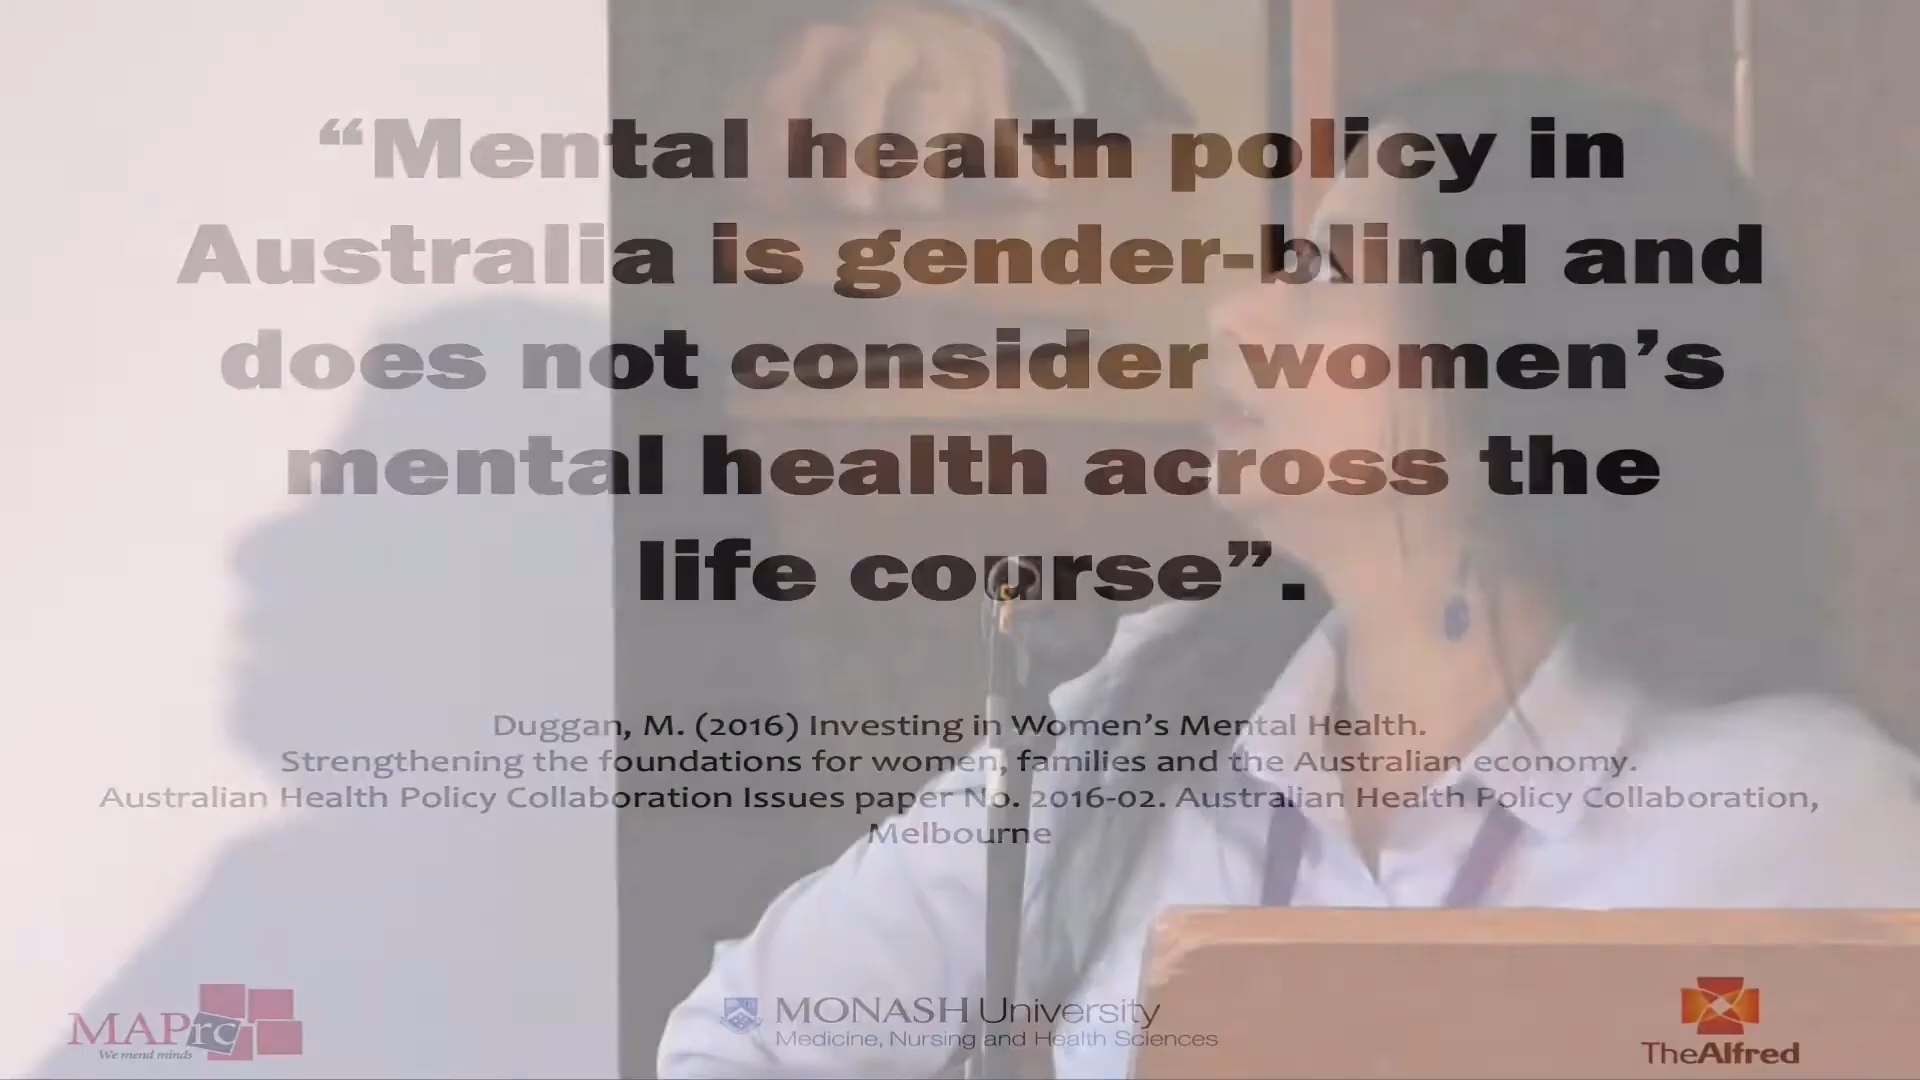 “Mental health policy in
Australia is gender-blind and
does not consider women’s
mental health across the
life course”.
Duggan, M. (2016) Investing in Women’s Mental Health.
Strengthening the foundations for women, families and the Australian economy.
Australian Health Policy Collaboration Issues paper No. 2016-02. Australian Health Policy Collaboration,
Melbourne
MAPrc
We mend minds
MONASH University
Medicine, Nursing and Health Sciences
TheAlfred